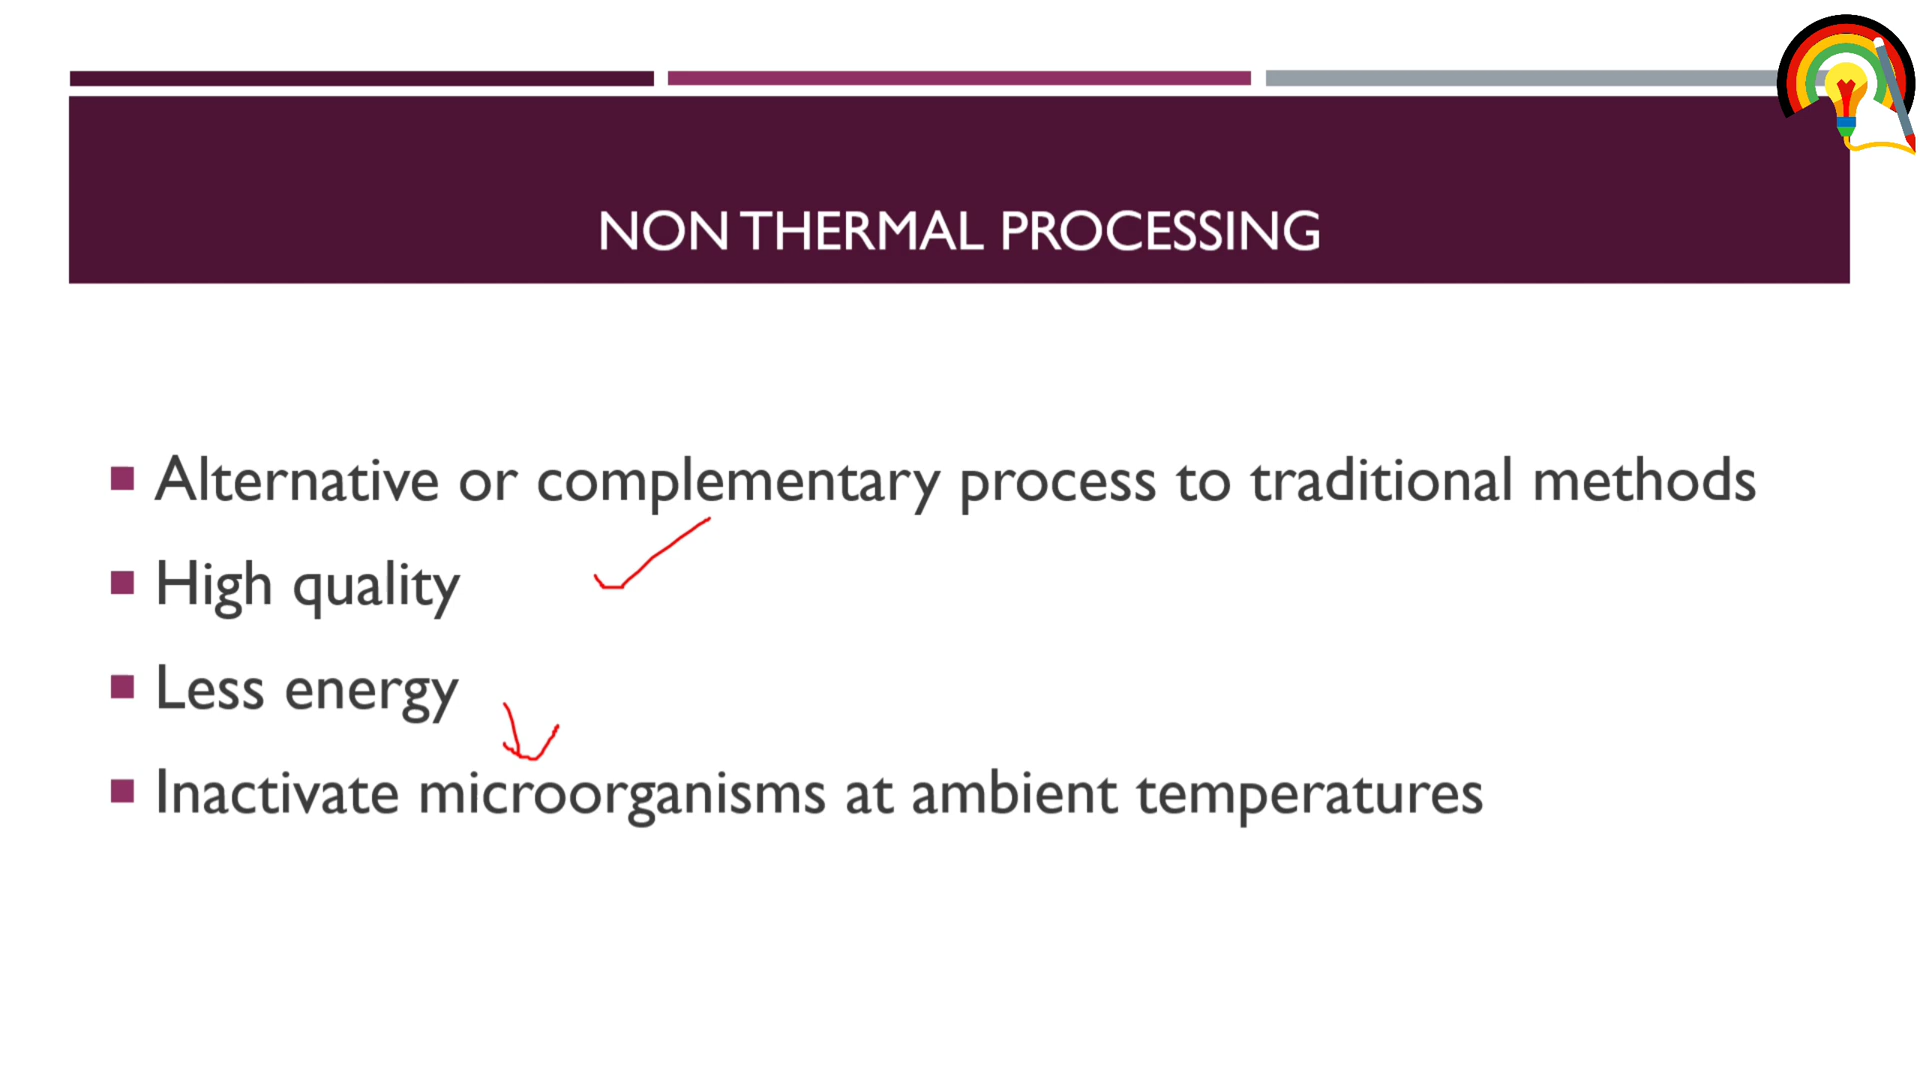 NON THERMAL PROCESSING
Alternative or complementary process to traditional methods
High quality
Less energy
Inactivate microorganisms at ambient temperatures